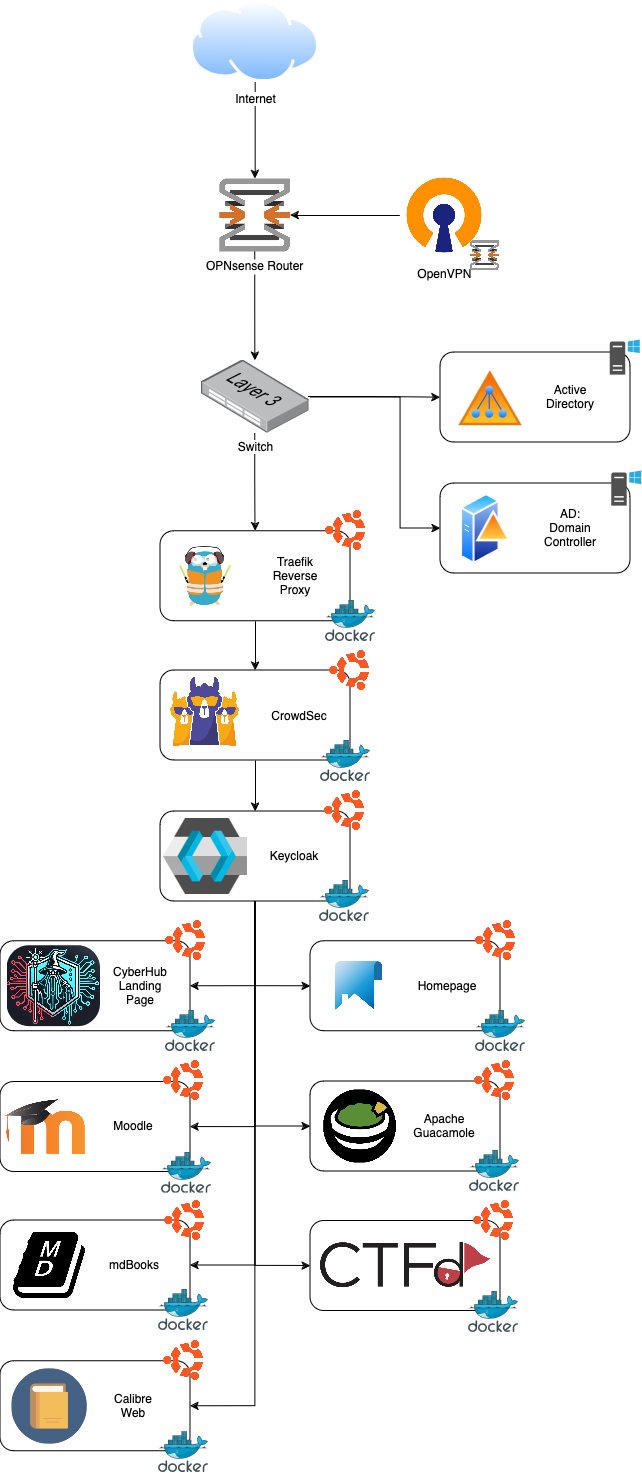 Internet
OPNsense Router
OpenVPN
Layer 3
Switch
Active
Directory
AD:
Domain
Controller
Traefik
Reverse
Proxy
docker
CrowdSec
docker
Keycloak
docker
CyberHub
Landing
Page
docker
Homepage
docker
m
Moodle
docker
Apache
Guacamole
docker
M
D
mdBooks
docker
CTFd
docker
Calibre
Web
docker